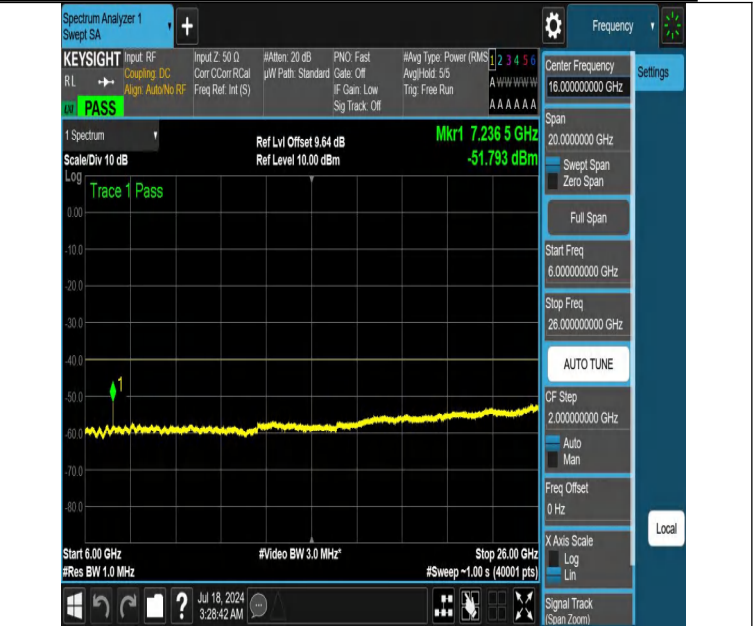 Spectrum Analyzer 1
Swept SA
+
Frequency
KEYSIGHT
RL
PASS
Input: RF
Coupling: DC
Align: Auto/No RF
Input Z: 50 Ω
Corr CCorr RCal
Freq Ref: Int (S)
#Atten: 20 dB
µW Path: Standard
PNO: Fast
Gate: Off
IF Gain: Low
Sig Track: Off
#Avg Type: Power (RMS
Avg|Hold: 5/5
Trig: Free Run
1 2 3 4 5 6
A W W W W W
A A A A A A
1 Spectrum
Scale/Div 10 dB
Ref Lvl Offset 9.64 dB
Ref Level 10.00 dBm
Mkr1 7.236 5 GHz
-51.793 dBm
Log
Trace 1 Pass
0.00
-10.0
-20.0
-30.0
-40.0
1
-50.0
-60.0
-70.0
-80.0
Start 6.00 GHz
#Res BW 1.0 MHz
#Video BW 3.0 MHz*
Stop 26.00 GHz
#Sweep ~1.00 s (40001 pts)
?
Jul 18, 2024
3:28:42 AM
Center Frequency
16.000000000 GHz
Settings
Span
20.0000000 GHz
Swept Span
Zero Span
Full Span
Start Freq
6.000000000 GHz
Stop Freq
26.000000000 GHz
AUTO TUNE
CF Step
2.000000000 GHz
Auto
Man
Freq Offset
0 Hz
X Axis Scale
Log
Lin
Local
Signal Track
(Span Zoom)